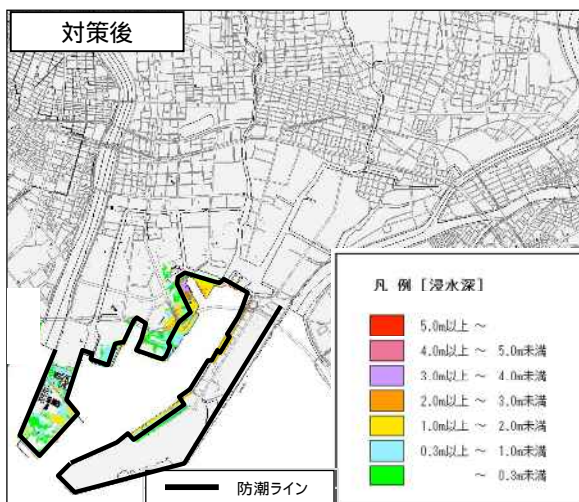 対策後
凡 例 [浸水深]
5.0m以上 ～
4.0m以上 ～ 5.0m未満
3.0m以上 ～ 4.0m未満
2.0m以上 ～ 3.0m未満
1.0m以上 ～ 2.0m未満
0.3m以上 ～ 1.0m未満
～ 0.3m未満
防潮ライン